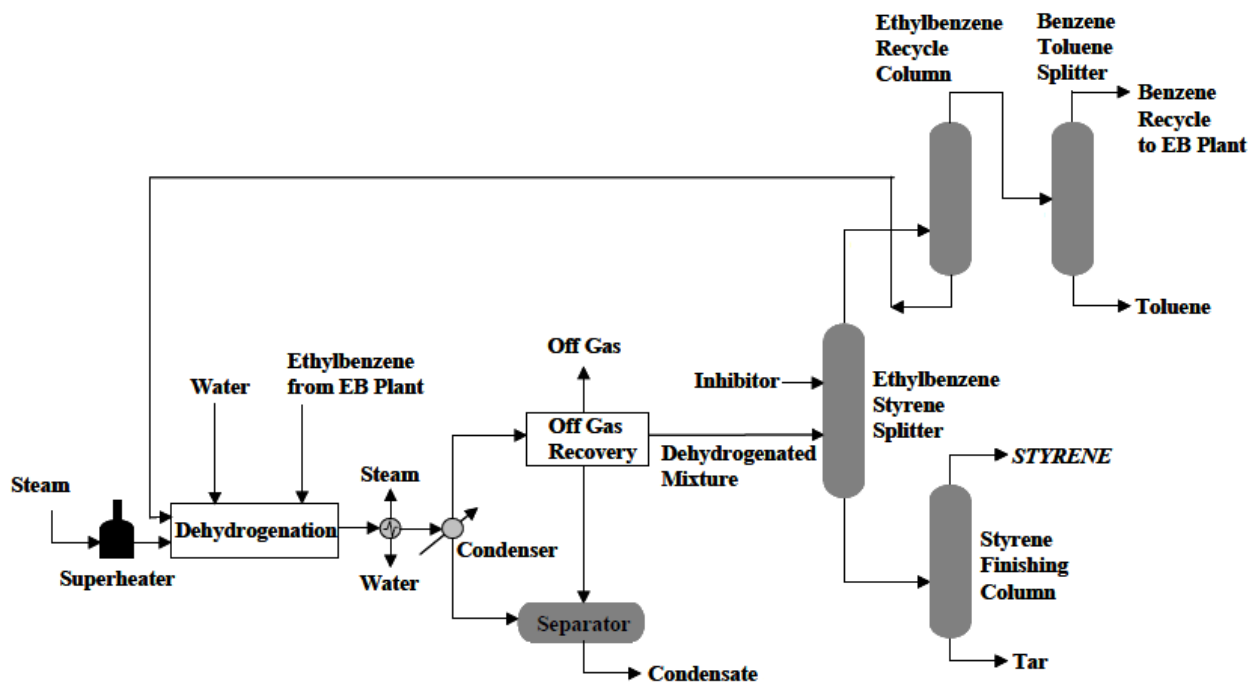 Ethylbenzene
Recycle
Column
Benzene
Toluene
Splitter
Benzene
Recycle
to EB Plant
Toluene
Off Gas
Ethylbenzene
from EB Plant
Water
Inhibitor
Ethylbenzene
Styrene
Splitter
Off Gas
Recovery
Dehydrogenated
Mixture
STYRENE
Steam
Steam
Dehydrogenation
Condenser
Superheater
Water
Styrene
Finishing
Column
Separator
Condensate
Tar